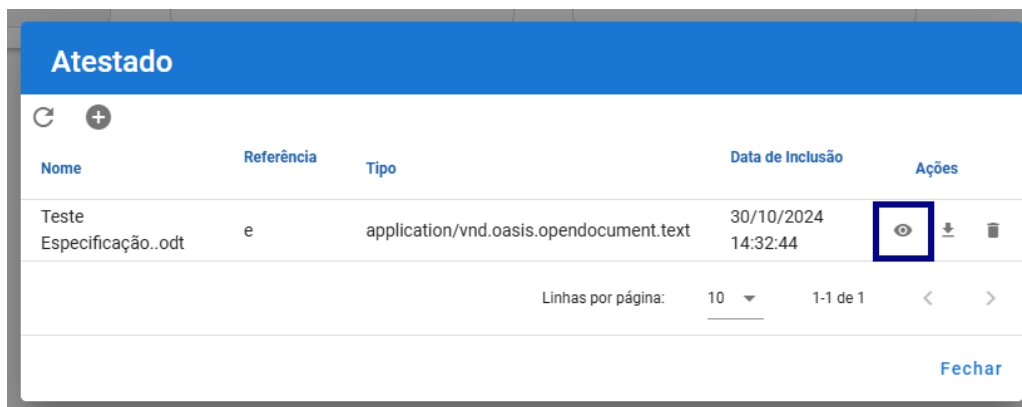 Atestado
Nome Referência Tipo Data de Inclusão Ações
Teste
Especificação..odt
e
application/vnd.oasis.opendocument.text
30/10/2024
14:32:44
Linhas por página: 10 1-1 de 1
Fechar